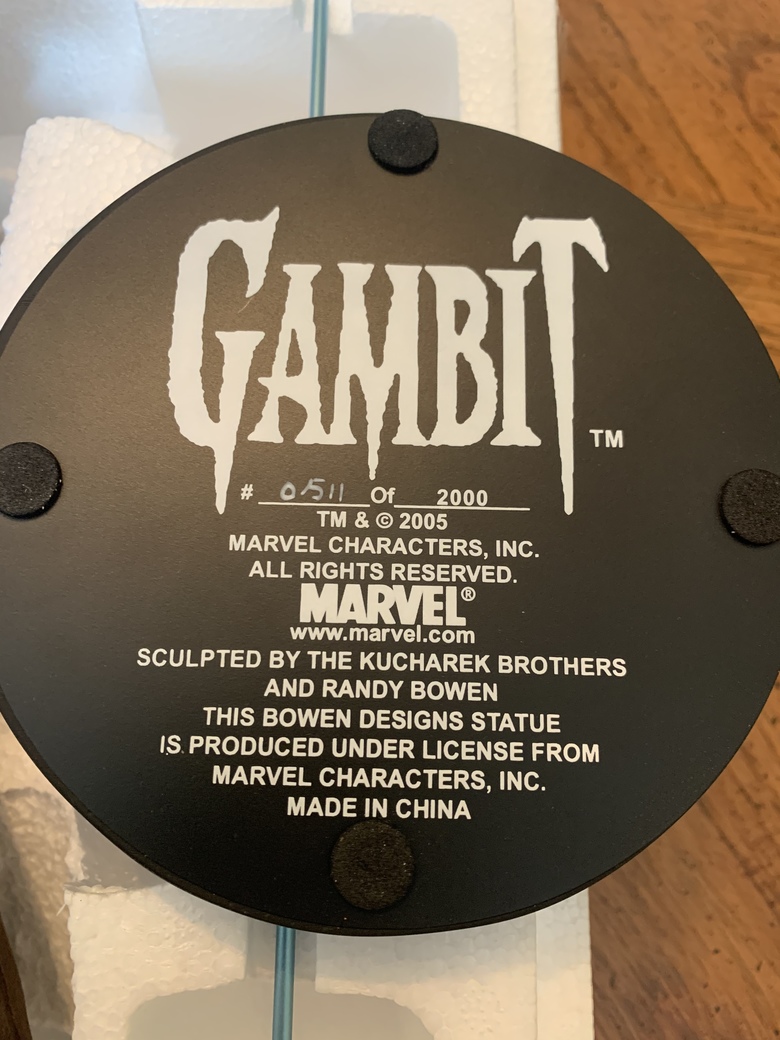 GAMBIT TM
# 0511 Of 2000
TM & © 2005
MARVEL CHARACTERS, INC.
ALL RIGHTS RESERVED.
MARVEL®
www.marvel.com
SCULPTED BY THE KUCHAREK BROTHERS
AND RANDY BOWEN
THIS BOWEN DESIGNS STATUE
IS PRODUCED UNDER LICENSE FROM
MARVEL CHARACTERS, INC.
MADE IN CHINA